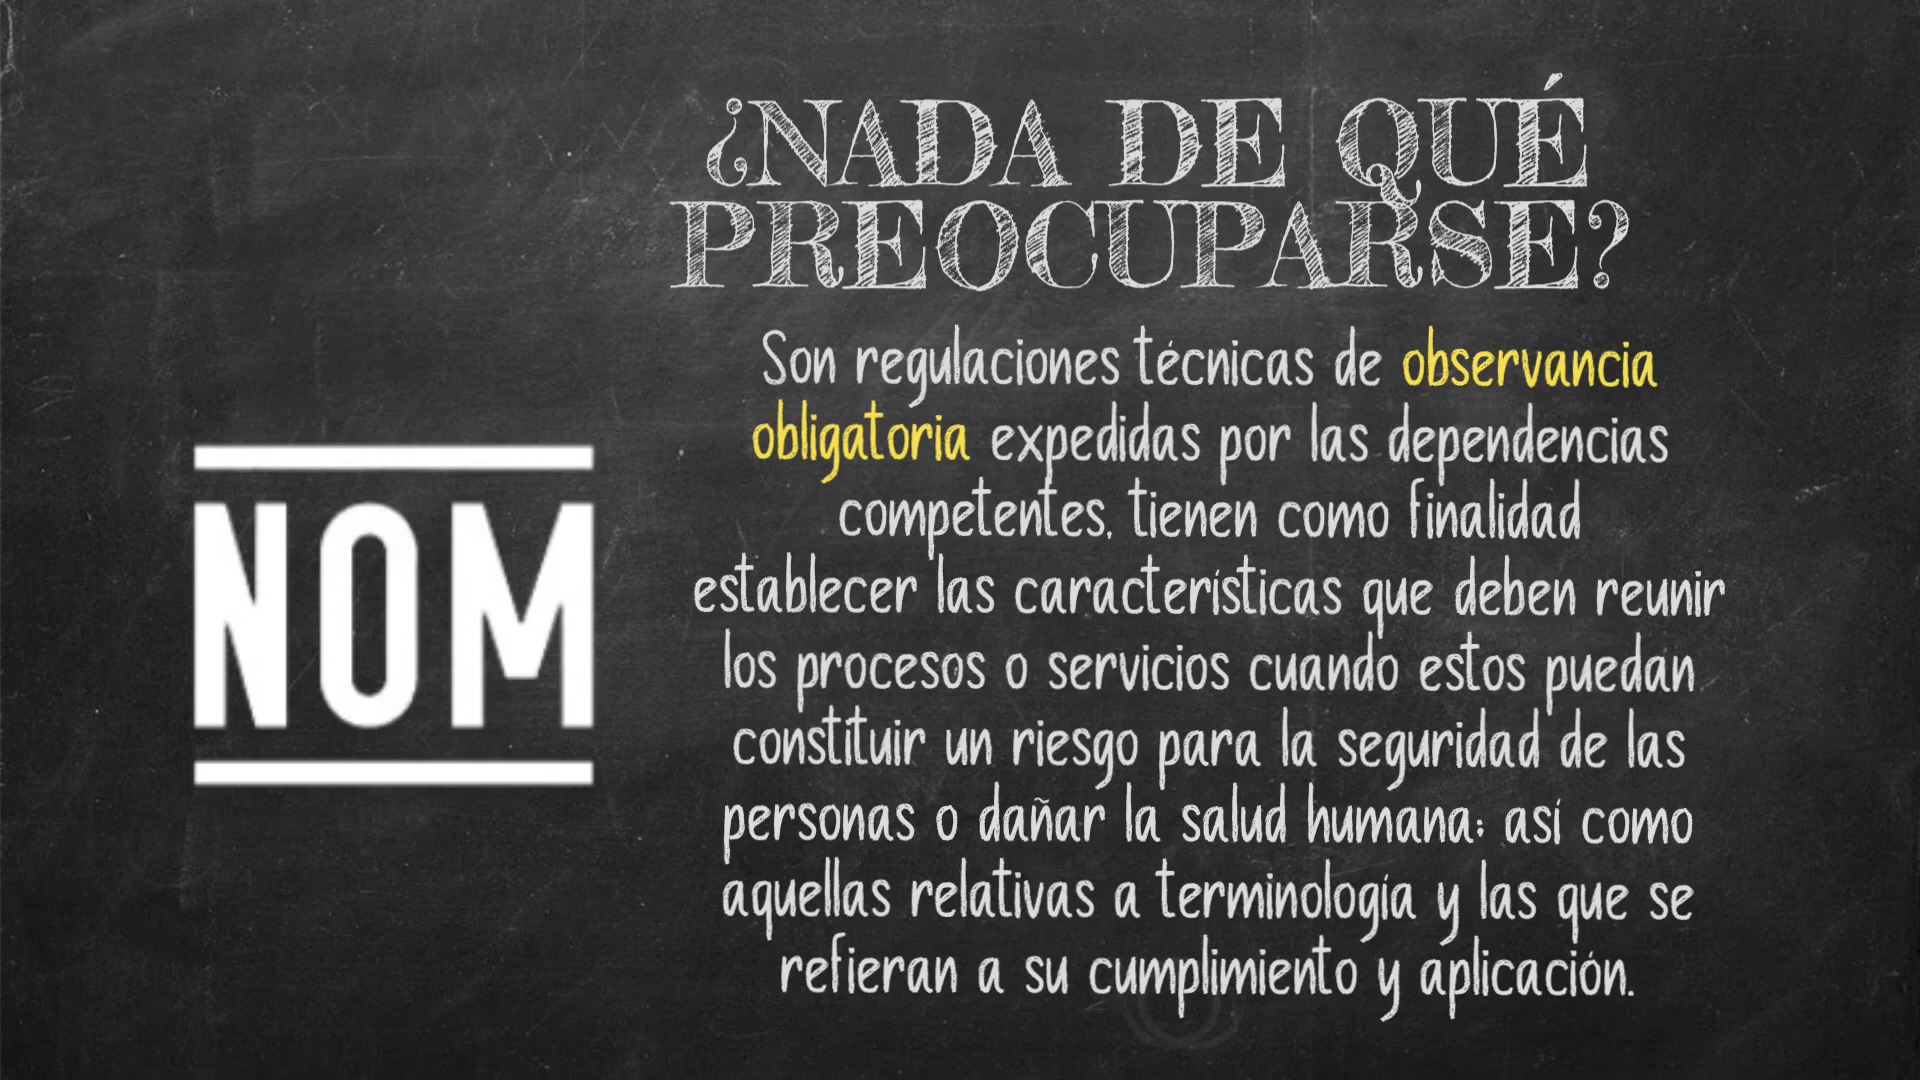 ¿NADA DE QUÉ
PREOCUPARSE?
Son regulaciones técnicas de observancia
obligatoria expedidas por las dependencias
competentes, tienen como finalidad
establecer las características que deben reunir
los procesos o servicios cuando estos puedan
constituir un riesgo para la seguridad de las
personas o dañar la salud humana; así como
aquellas relativas a terminología y las que se
refieran a su cumplimiento y aplicación.
NOM